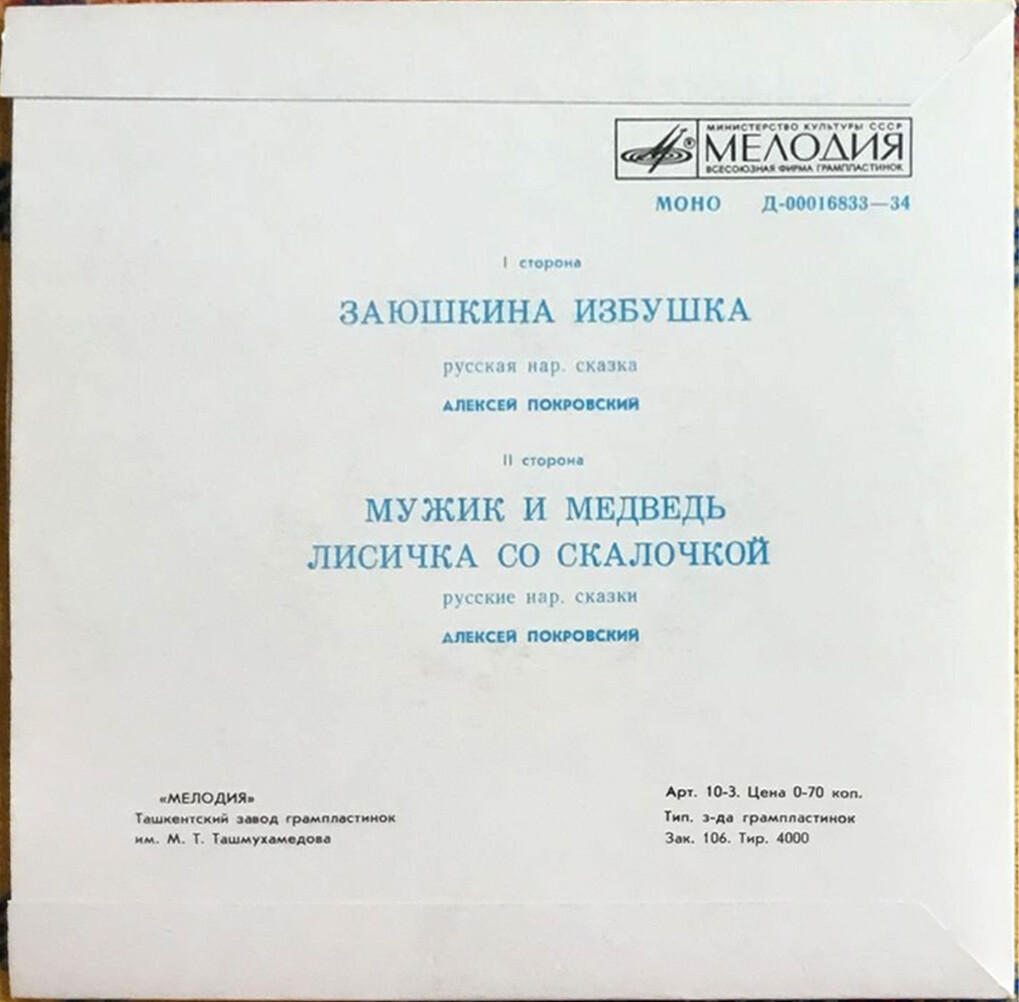 МИНИСТЕРСТВО КУЛЬТУРЫ СССР
МЕЛОДИЯ
ВСЕСОЮЗНАЯ ФИРМА ГРАМПЛАСТИНОК
МОНО Д-00016833—34
I сторона
ЗАЮШКИНА ИЗБУШКА
русская нар. сказка
АЛЕКСЕЙ ПОКРОВСКИЙ
II сторона
МУЖИК И МЕДВЕДЬ
ЛИСИЧКА СО СКАЛОЧКОЙ
русские нар. сказки
АЛЕКСЕЙ ПОКРОВСКИЙ
«МЕЛОДИЯ»
Ташкентский завод грампластинок
им. М. Т. Ташмухамедова
Арт. 10-3. Цена 0-70 коп.
Тип. з-да грампластинок
Зак. 106. Тир. 4000